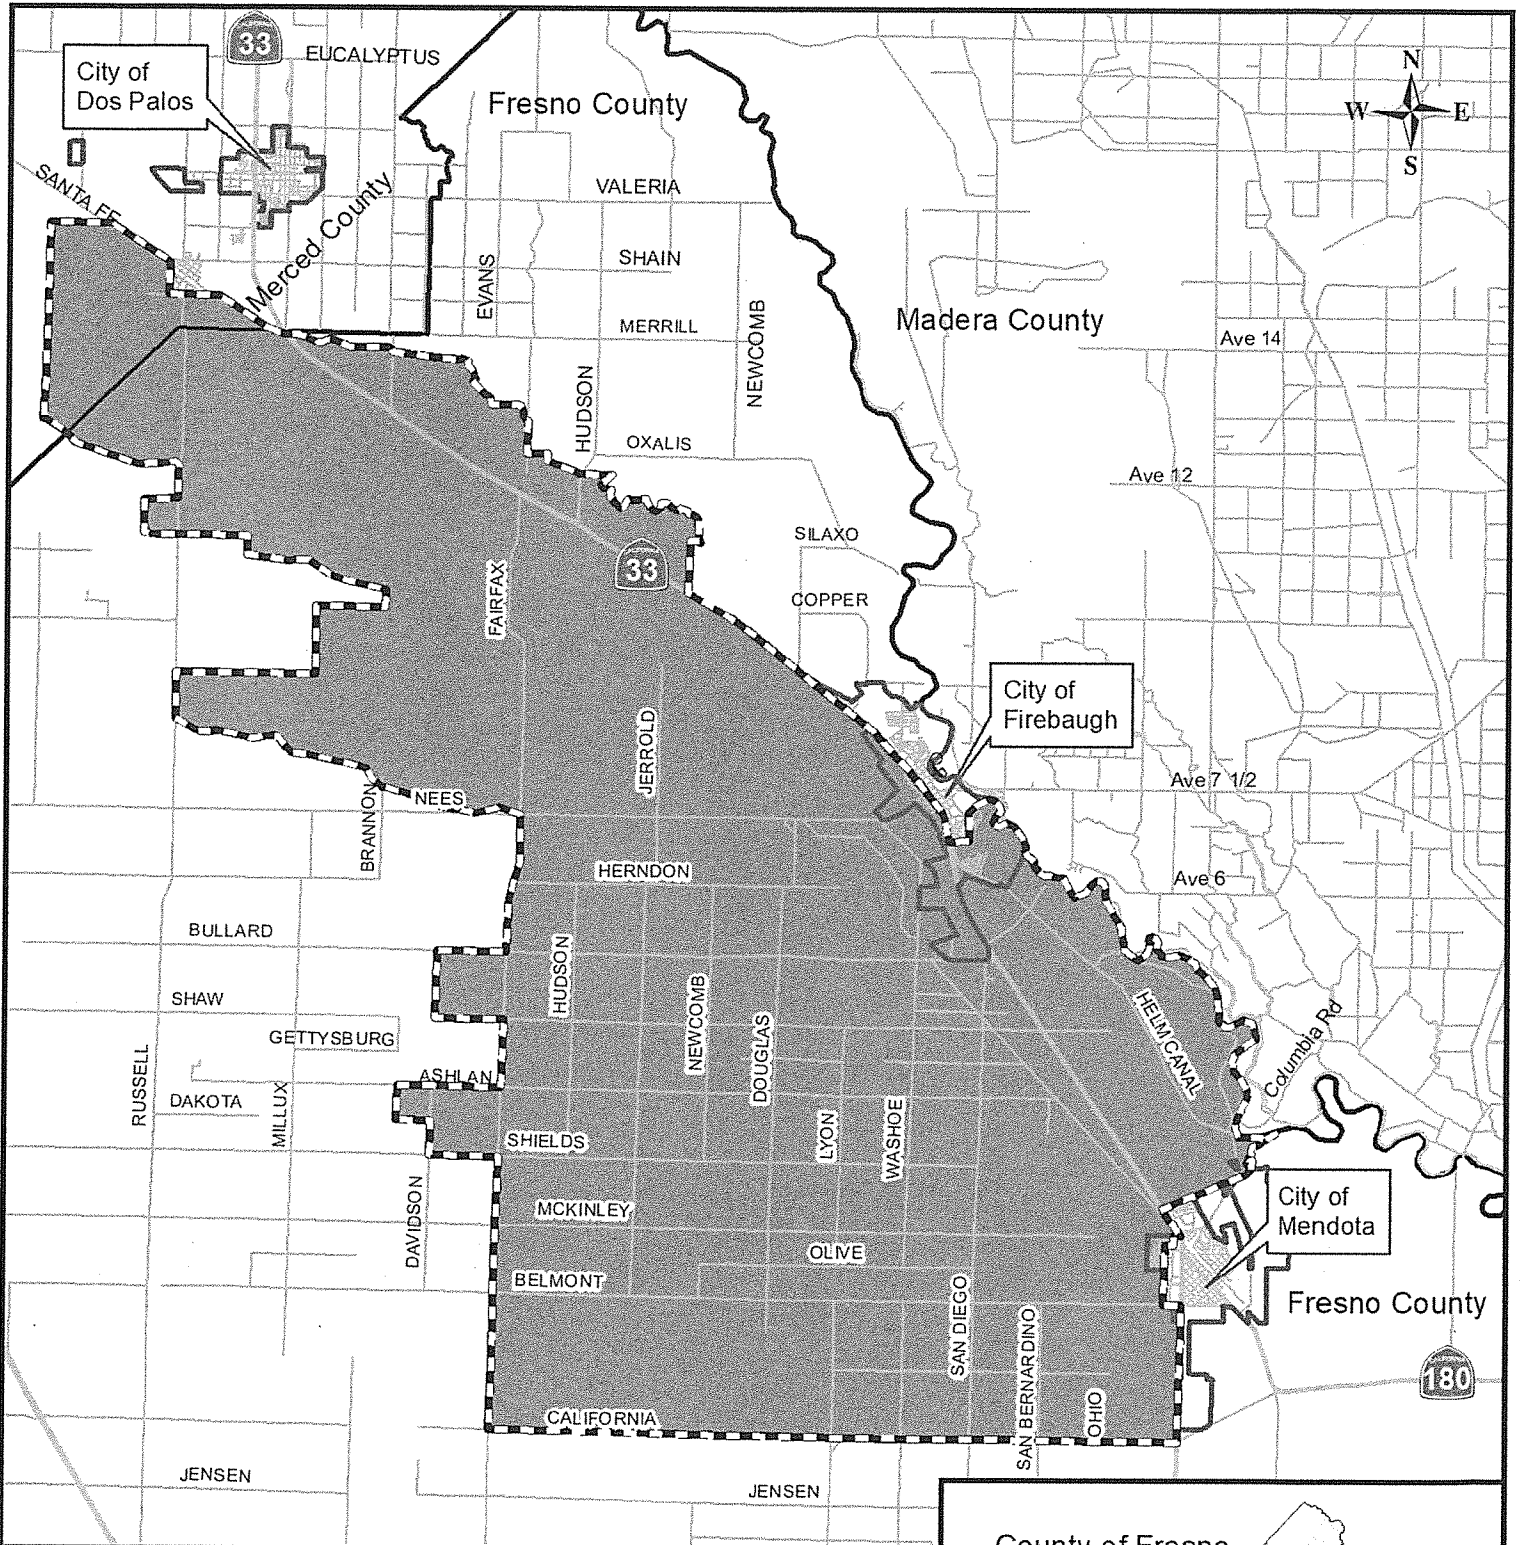 33
EUCALYPTUS
City of
Dos Palos
Fresno County
N
W E
S
SANTA FE
VALERIA
Merced County
SHAIN
EVANS
MERRILL
NEWCOMB
Madera County
Ave 14
HUDSON
OXALIS
Ave 12
SILAXO
33
FAIRFAX
COPPER
City of
Firebaugh
JERROLD
Ave 7 1/2
NEES
BRANNON
HERNDON
Ave 6
BULLARD
HUDSON
SHAW
NEWCOMB
DOUGLAS
HELM CANAL
GETTYSBURG
Columbia Rd
RUSSELL
ASHLAN
DAKOTA
MILLUX
SHIELDS
LYON
WASHOE
DAVIDSON
MCKINLEY
City of
Mendota
OLIVE
BELMONT
Fresno County
SAN DIEGO
SAN BERNARDINO
180
OHIO
CALIFORNIA
JENSEN
JENSEN
County of Fresno